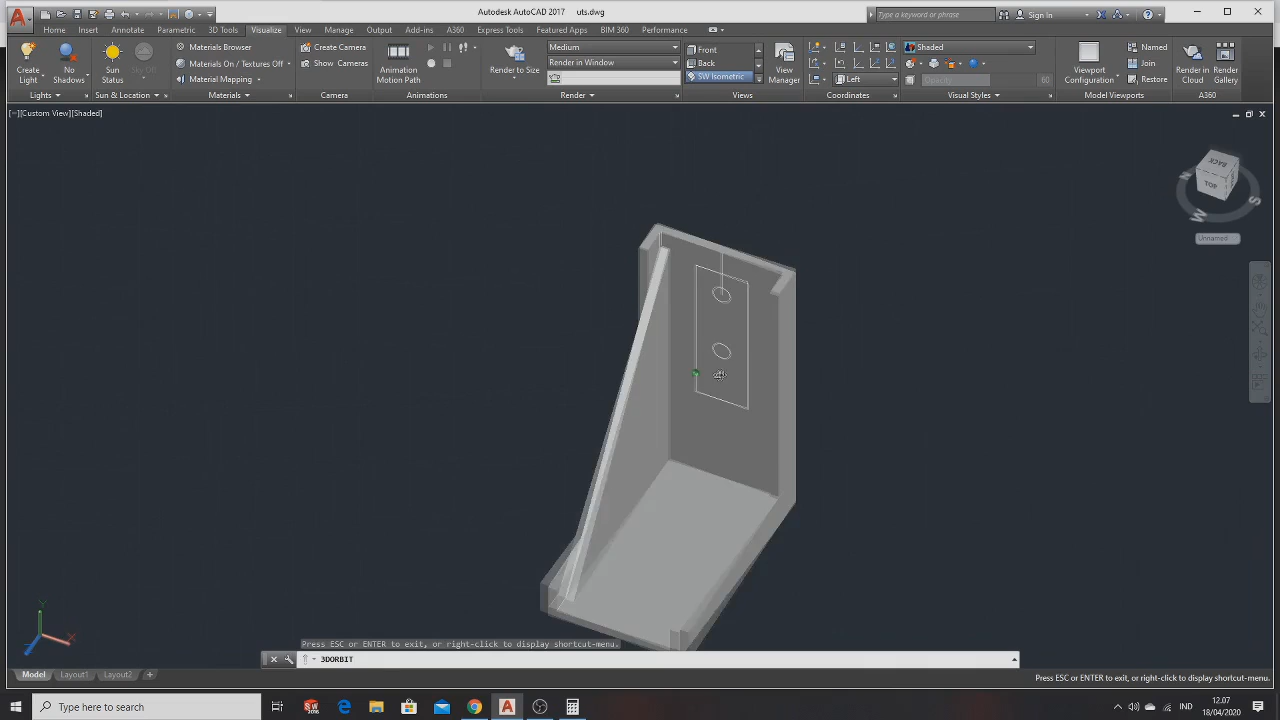 Autodesk AutoCAD 2017 uts.dwg
Type a keyword or phrase
Sign In
Home Insert Annotate Parametric 3D Tools Visualize View Manage Output Add-ins A360 Express Tools Featured Apps BIM 360 Performance
Create Light
No Shadows
Sun Status
Sky Off
Materials Browser
Materials On / Textures Off
Material Mapping
Create Camera
Show Cameras
Animation Motion Path
Render to Size
Medium
Render in Window
Front
Back
SW Isometric
View Manager
Left
Shaded
Opacity 60
Viewport Configuration
Named
Join
Restore
Render in Cloud
Render Gallery
Lights
Sun & Location
Materials
Camera
Animations
Render
Views
Coordinates
Visual Styles
Model Viewports
A360
[−][Custom View][Shaded]
BACK
TOP
W
S
W
Unnamed
Y
X
Press ESC or ENTER to exit, or right-click to display shortcut-menu.
3DORBIT
Model Layout1 Layout2 +
Press ESC or ENTER to exit, or right-click to display shortcut-menu.
Type here to search
12.07
18/04/2020